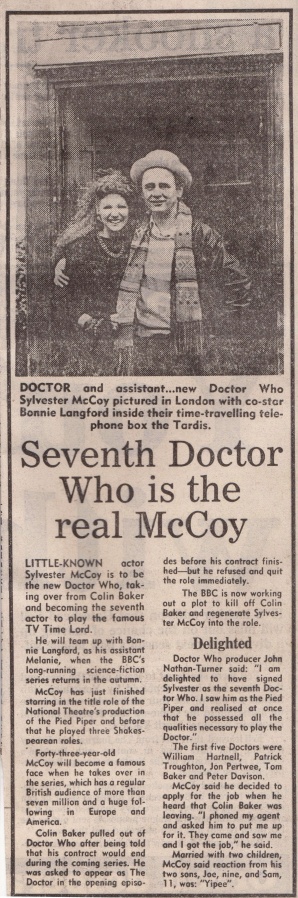 DOCTOR and assistant...new Doctor Who
Sylvester McCoy pictured in London with co-star
Bonnie Langford inside their time-travelling tele-
phone box the Tardis.
Seventh Doctor
Who is the
real McCoy
LITTLE-KNOWN actor
Sylvester McCoy is to be
the new Doctor Who, tak-
ing over from Colin Baker
and becoming the seventh
actor to play the famous
TV Time Lord.
He will team up with Bon-
nie Langford, as his assistant
Melanie, when the BBC's
long-running science-fiction
series returns in the autumn.
McCoy has just finished
starring in the title role of the
National Theatre's production
of the Pied Piper and before
that he played three Shakes-
pearean roles.
Forty-three-year-old
McCoy will become a famous
face when he takes over in
the series, which has a regular
British audience of more than
seven million and a huge fol-
lowing in Europe and
America.
Colin Baker pulled out of
Doctor Who after being told
that his contract would end
during the coming series. He
was asked to appear as The
Doctor in the opening episo-
des before his contract finis-
hed—but he refused and quit
the role immediately.
The BBC is now working
out a plot to kill off Colin
Baker and regenerate Sylves-
ter McCoy into the role.
Delighted
Doctor Who producer John
Nathan-Turner said: "I am
delighted to have signed
Sylvester as the seventh Doc-
tor Who. I saw him as the Pied
Piper and realised at once
that he possessed all the
qualities necessary to play the
Doctor."
The first five Doctors were
William Hartnell, Patrick
Troughton, Jon Pertwee, Tom
Baker and Peter Davison.
McCoy said he decided to
apply for the job when he
heard that Colin Baker was
leaving. "I phoned my agent
and asked him to put me up
for it. They came and saw me
and I got the job," he said.
Married with two children,
McCoy said reaction from his
two sons, Joe, nine, and Sam,
11, was: "Yipee".